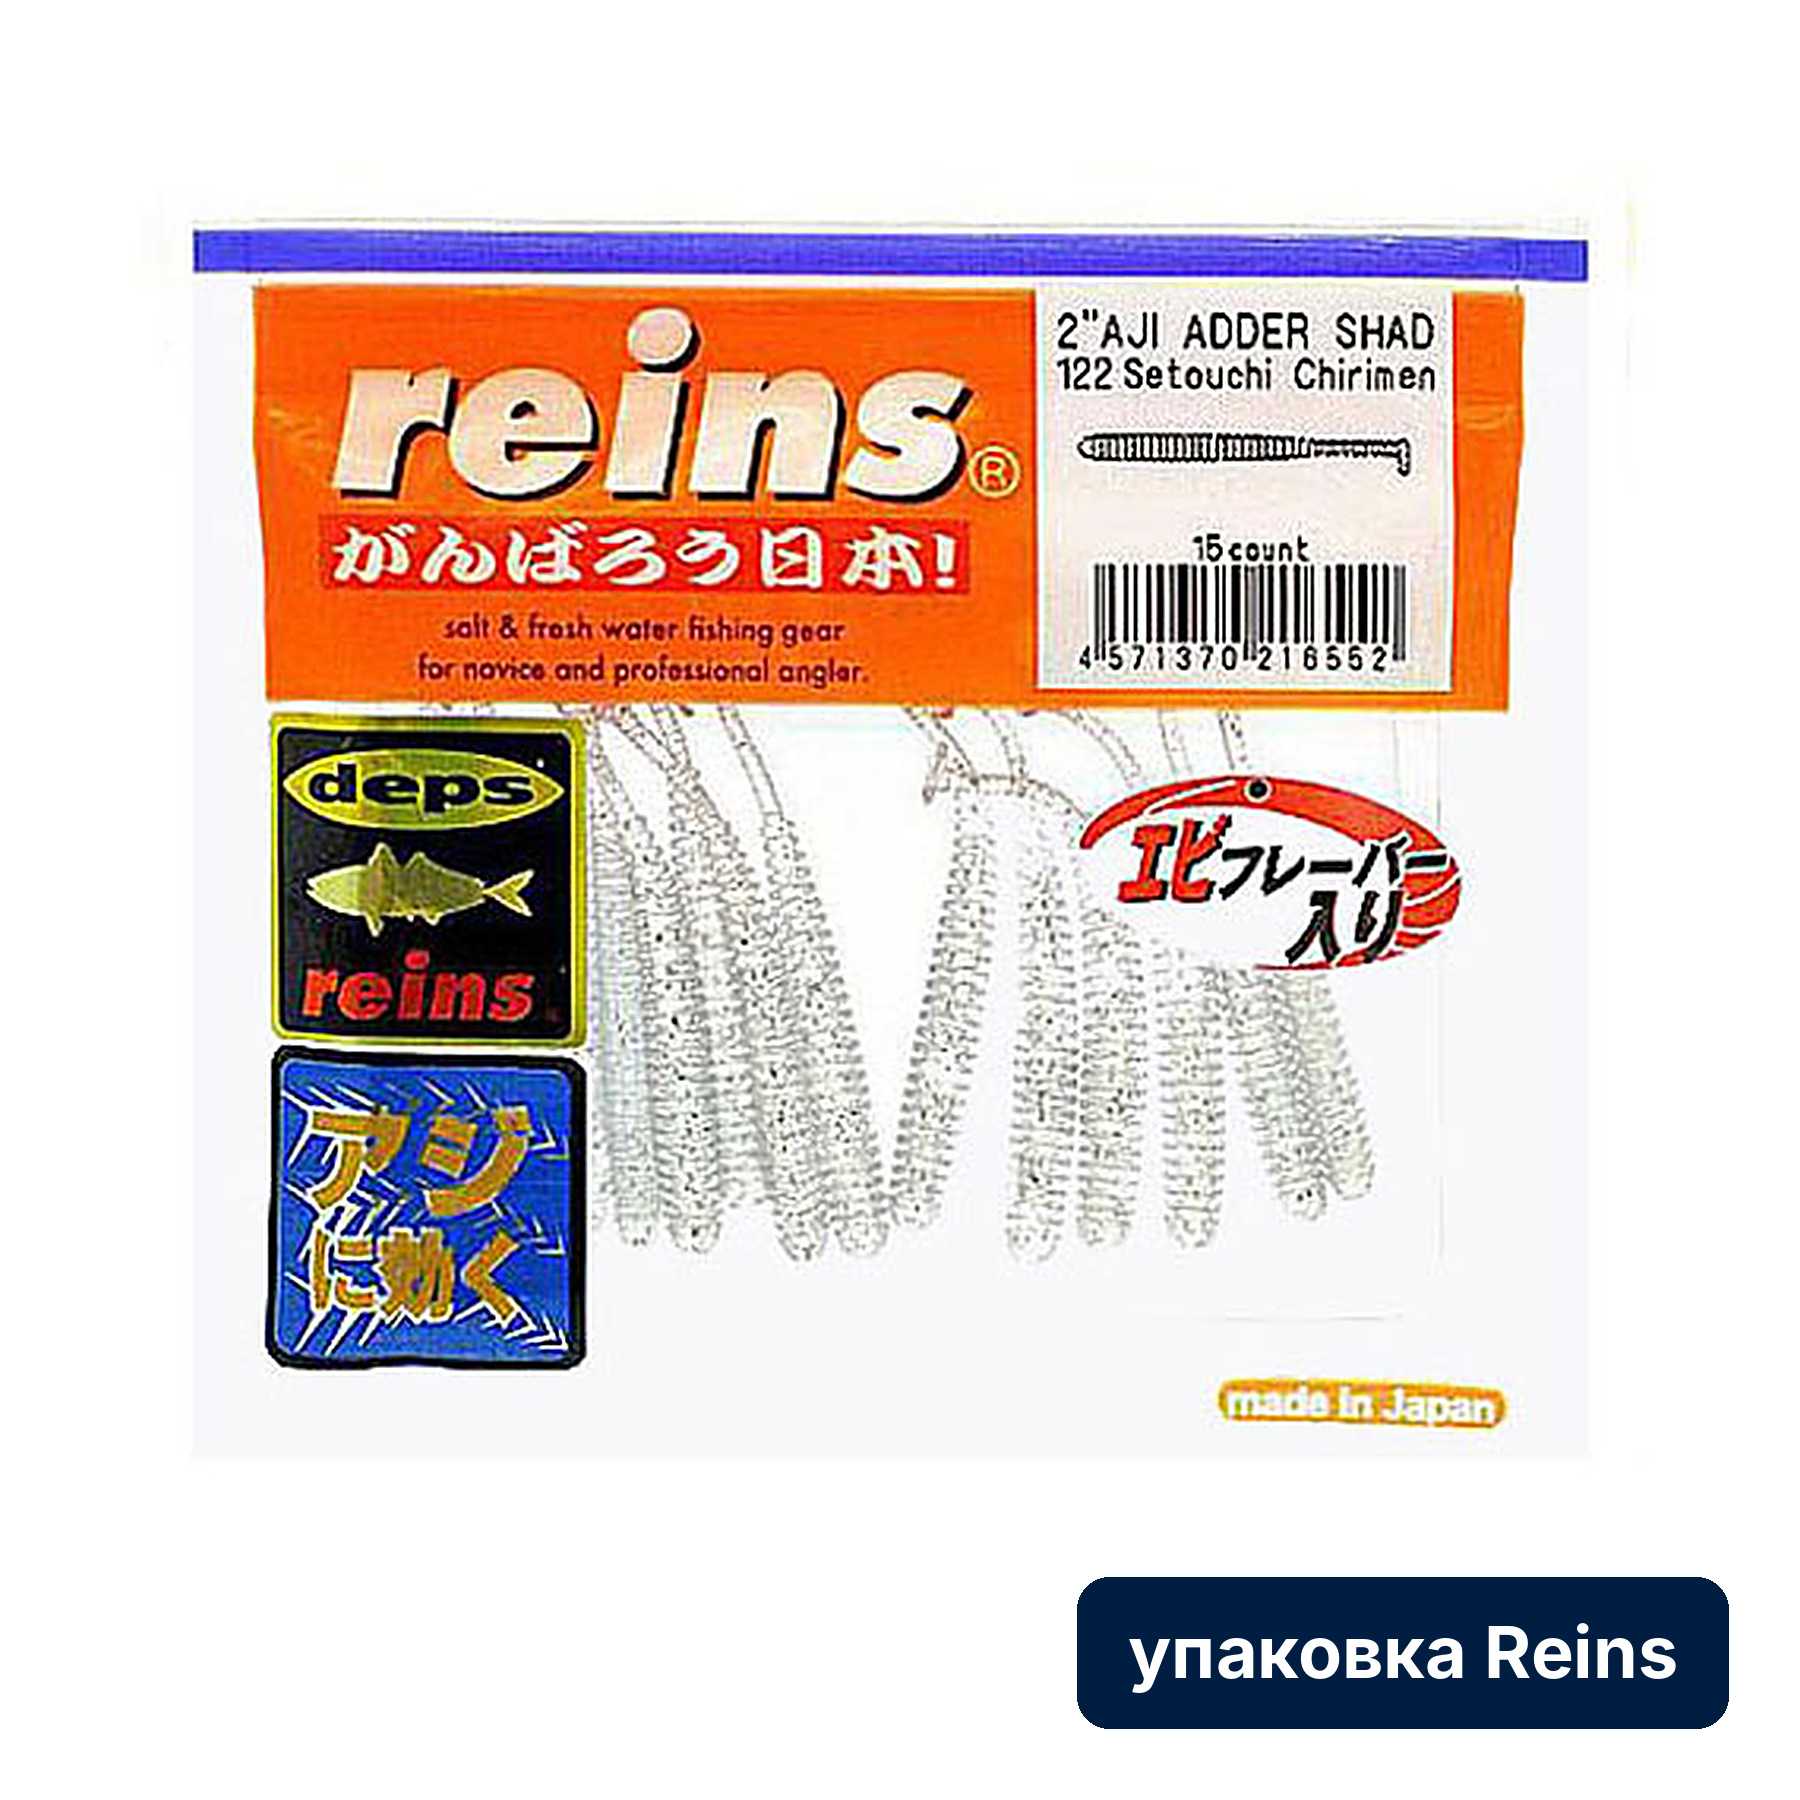 reins®
がんばろう日本!
salt & fresh water fishing gear
for novice and professional angler.
2"AJI ADDER SHAD
122 Setouchi Chirimen
15 count
4 571370 216552
deps
reins
エビフレーバー
入り
アジ
に効く
made in Japan
упаковка Reins